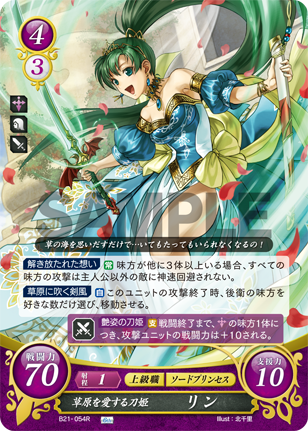 4
3
SAMPLE
草の海を思いだすだけで…いてもたってもいられなくなるの！
解き放たれた想い 常 味方が他に3体以上いる場合、すべての
味方の攻撃は主人公以外の敵に神速回避されない。
草原に吹く剣風 自 このユニットの攻撃終了時、後衛の味方を
好きな数だけ選び、移動させる。
艶姿の刀姫 支 戦闘終了まで、の味方1体に
つき、攻撃ユニットの戦闘力は+10される。
戦闘力
70
射程 1 上級職 ソードプリンセス
支援力
10
草原を愛する刀姫 リン
B21-054R
Illust:北千里